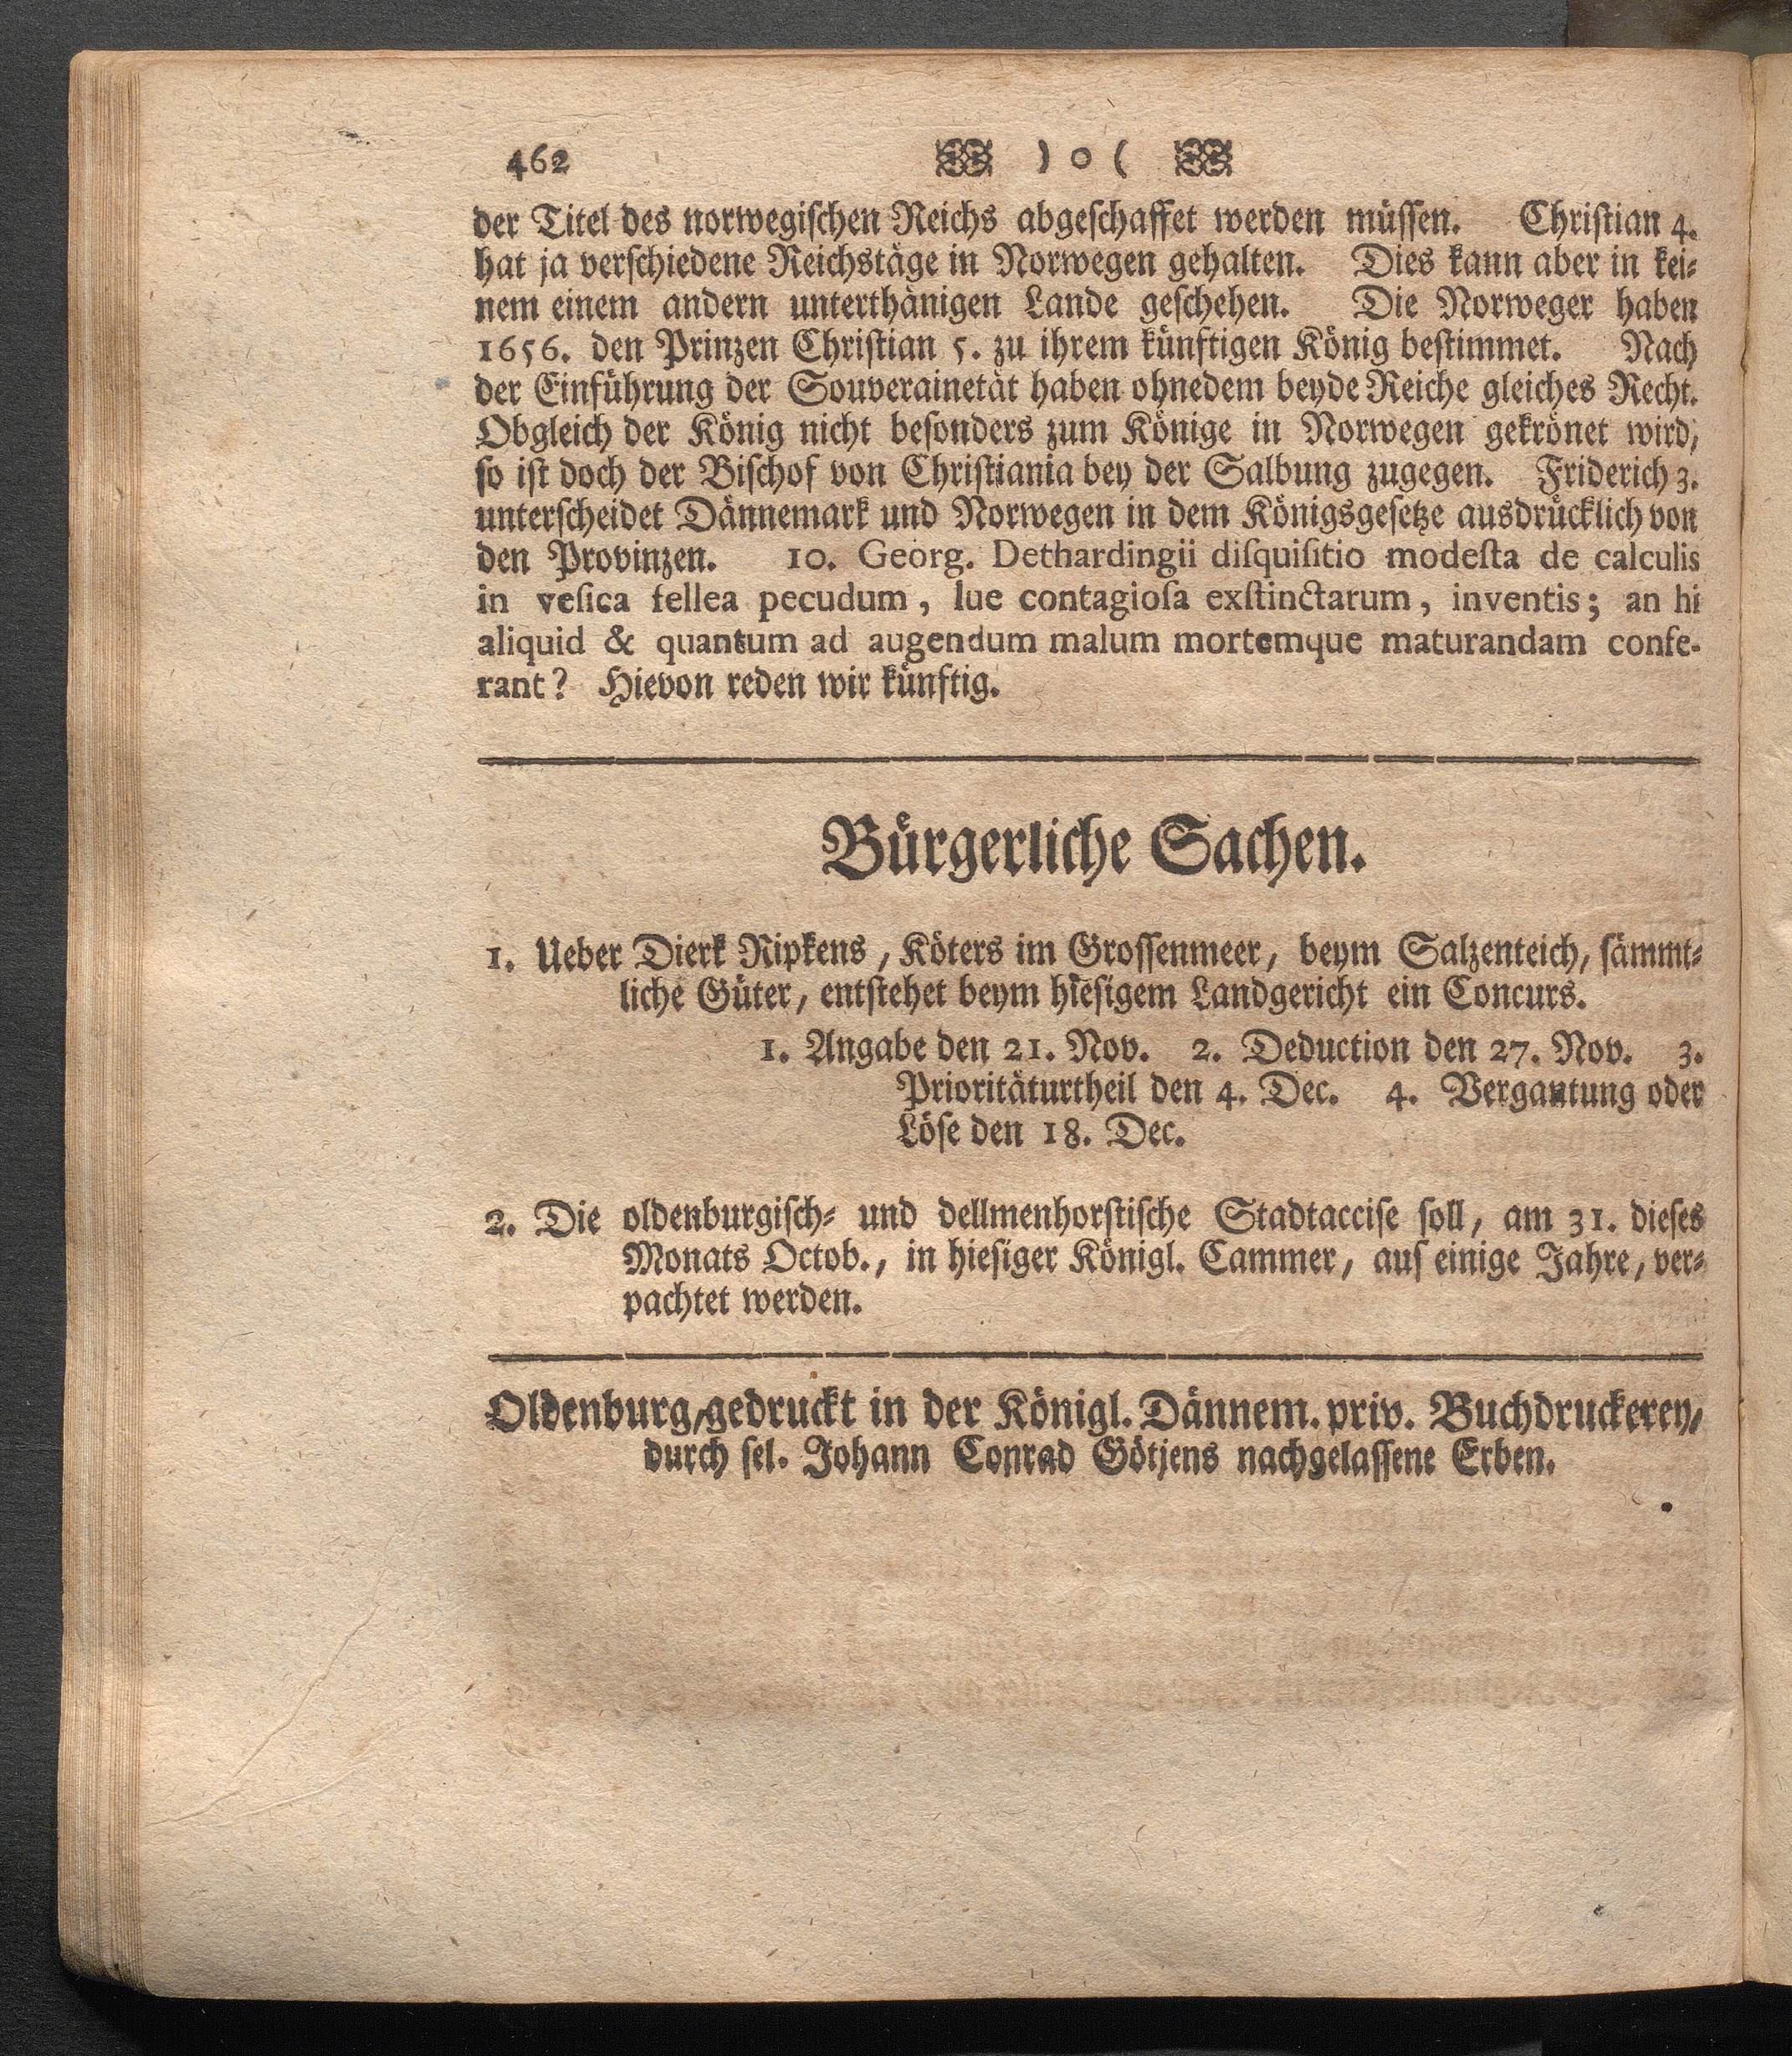 462 ) o (
der Titel des norwegischen Reichs abgeschaffet werden müssen. Christian 4.
hat ja verschiedene Reichstäge in Norwegen gehalten. Dies kann aber in kei-
nem einem andern unterthänigen Lande geschehen. Die Norweger haben
1656. den Prinzen Christian 5. zu ihrem künftigen König bestimmet. Nach
der Einführung der Souverainetät haben ohnedem beyde Reiche gleiches Recht.
Obgleich der König nicht besonders zum Könige in Norwegen gekrönet wird,
so ist doch der Bischof von Christiania bey der Salbung zugegen. Friderich 3.
unterscheidet Dännemark und Norwegen in dem Königsgesetze ausdrücklich von
den Provinzen. 10. Georg. Dethardingii disquisitio modesta de calculis
in vesica fellea pecudum, lue contagiosa exstinctarum, inventis; an hi
aliquid & quantum ad augendum malum mortemque maturandam confe-
rant? Hievon reden wir künftig.
Bürgerliche Sachen.
1. Ueber Dierk Ripkens, Köters im Grossenmeer, beym Salzenteich, sämmt-
liche Güter, entstehet beym hiesigem Landgericht ein Concurs.
1. Angabe den 21. Nov. 2. Deduction den 27. Nov. 3.
Prioritäturtheil den 4. Dec. 4. Vergantung oder
Löse den 18. Dec.
2. Die oldenburgisch- und dellmenhorstische Stadtaccise soll, am 31. dieses
Monats Octob., in hiesiger Königl. Cammer, auf einige Jahre, ver-
pachtet werden.
Oldenburg, gedruckt in der Königl. Dännem. priv. Buchdruckerey,
durch sel. Johann Conrad Götjens nachgelassene Erben.